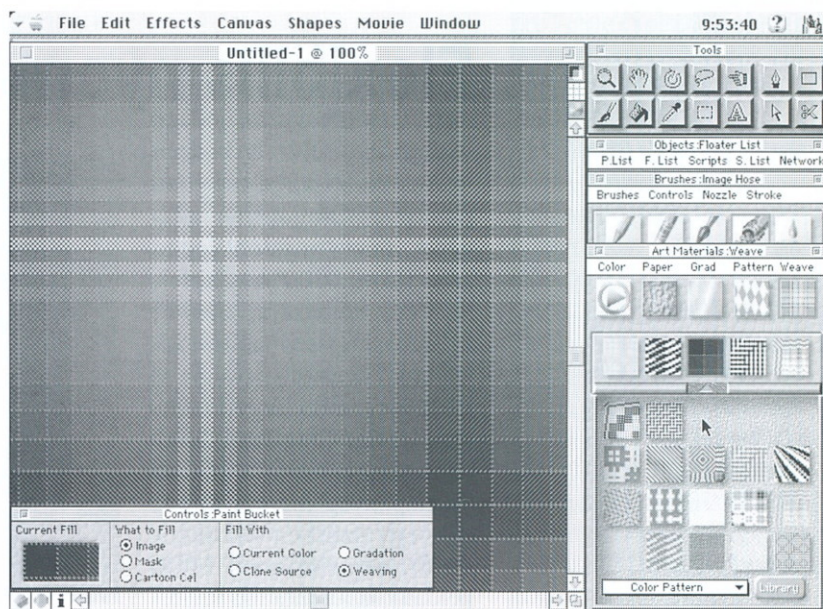 File Edit Effects Canvas Shapes Movie Window 9:53:40
Untitled-1 @ 100%
Tools
Objects :Floater List
P. List F. List Scripts S. List Network
Brushes :Image Hose
Brushes Controls Nozzle Stroke
Art Materials :Weave
Color Paper Grad Pattern Weave
Controls :Paint Bucket
Current Fill What to Fill Fill With
Image
Mask
Cartoon Cel
Current Color Gradation
Clone Source Weaving
Color Pattern Library